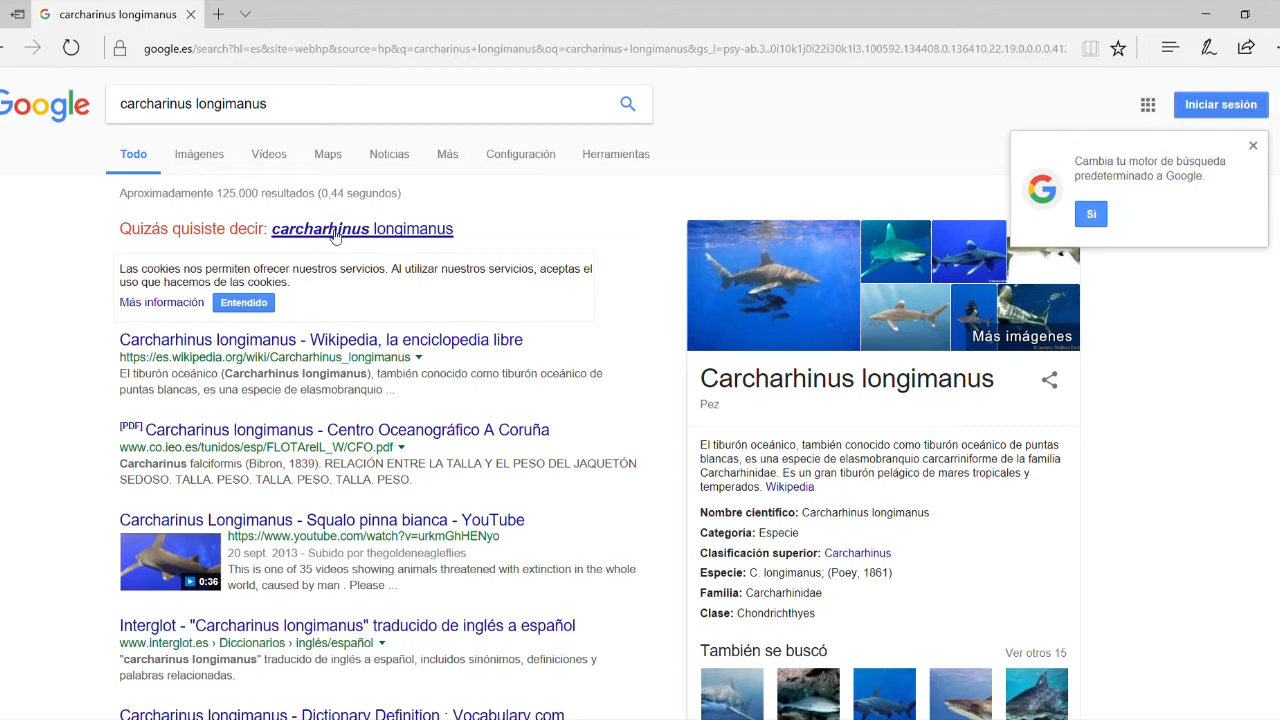 carcharinus longimanus
google.es/search?hl=es&site=webhp&source=hp&q=carcharinus+longimanus&oq=carcharinus+longimanus&gs_l=psy-ab.3..0i10k1j0i22i30k1l3.100592.134408.0.136410.22.19.0.0.0.0.41
Google
carcharinus longimanus
Iniciar sesión
Todo Imágenes Vídeos Maps Noticias Más Configuración Herramientas
Cambia tu motor de búsqueda
predeterminado a Google.
Sí
Aproximadamente 125.000 resultados (0,44 segundos)
Quizás quisiste decir: carcharhinus longimanus
Las cookies nos permiten ofrecer nuestros servicios. Al utilizar nuestros servicios, aceptas el
uso que hacemos de las cookies.
Más información Entendido
Carcharhinus longimanus - Wikipedia, la enciclopedia libre
https://es.wikipedia.org/wiki/Carcharhinus_longimanus
El tiburón oceánico (Carcharhinus longimanus), también conocido como tiburón oceánico de
puntas blancas, es una especie de elasmobranquio ...
[PDF] Carcharinus longimanus - Centro Oceanográfico A Coruña
www.co.ieo.es/tunidos/esp/FLOTAreIL_W/CFO.pdf
Carcharinus falciformis (Bibron, 1839). RELACIÓN ENTRE LA TALLA Y EL PESO DEL JAQUETÓN
SEDOSO. TALLA. PESO. TALLA. PESO. TALLA. PESO.
Carcharinus Longimanus - Squalo pinna bianca - YouTube
https://www.youtube.com/watch?v=urkmGhHENyo
20 sept. 2013 - Subido por thegoldeneagleflies
This is one of 35 videos showing animals threatened with extinction in the whole
world, caused by man . Please ...
0:36
Interglot - "Carcharinus longimanus" traducido de inglés a español
www.interglot.es › Diccionarios › inglés/español
"carcharinus longimanus" traducido de inglés a español, incluidos sinónimos, definiciones y
palabras relacionadas.
Carcharinus longimanus - Dictionary Definition : Vocabulary.com
Más imágenes
Carcharhinus longimanus
Pez
El tiburón oceánico, también conocido como tiburón oceánico de puntas
blancas, es una especie de elasmobranquio carcarriniforme de la familia
Carcharhinidae. Es un gran tiburón pelágico de mares tropicales y
temperados. Wikipedia
Nombre científico: Carcharhinus longimanus
Categoría: Especie
Clasificación superior: Carcharhinus
Especie: C. longimanus; (Poey, 1861)
Familia: Carcharhinidae
Clase: Chondrichthyes
También se buscó
Ver otros 15